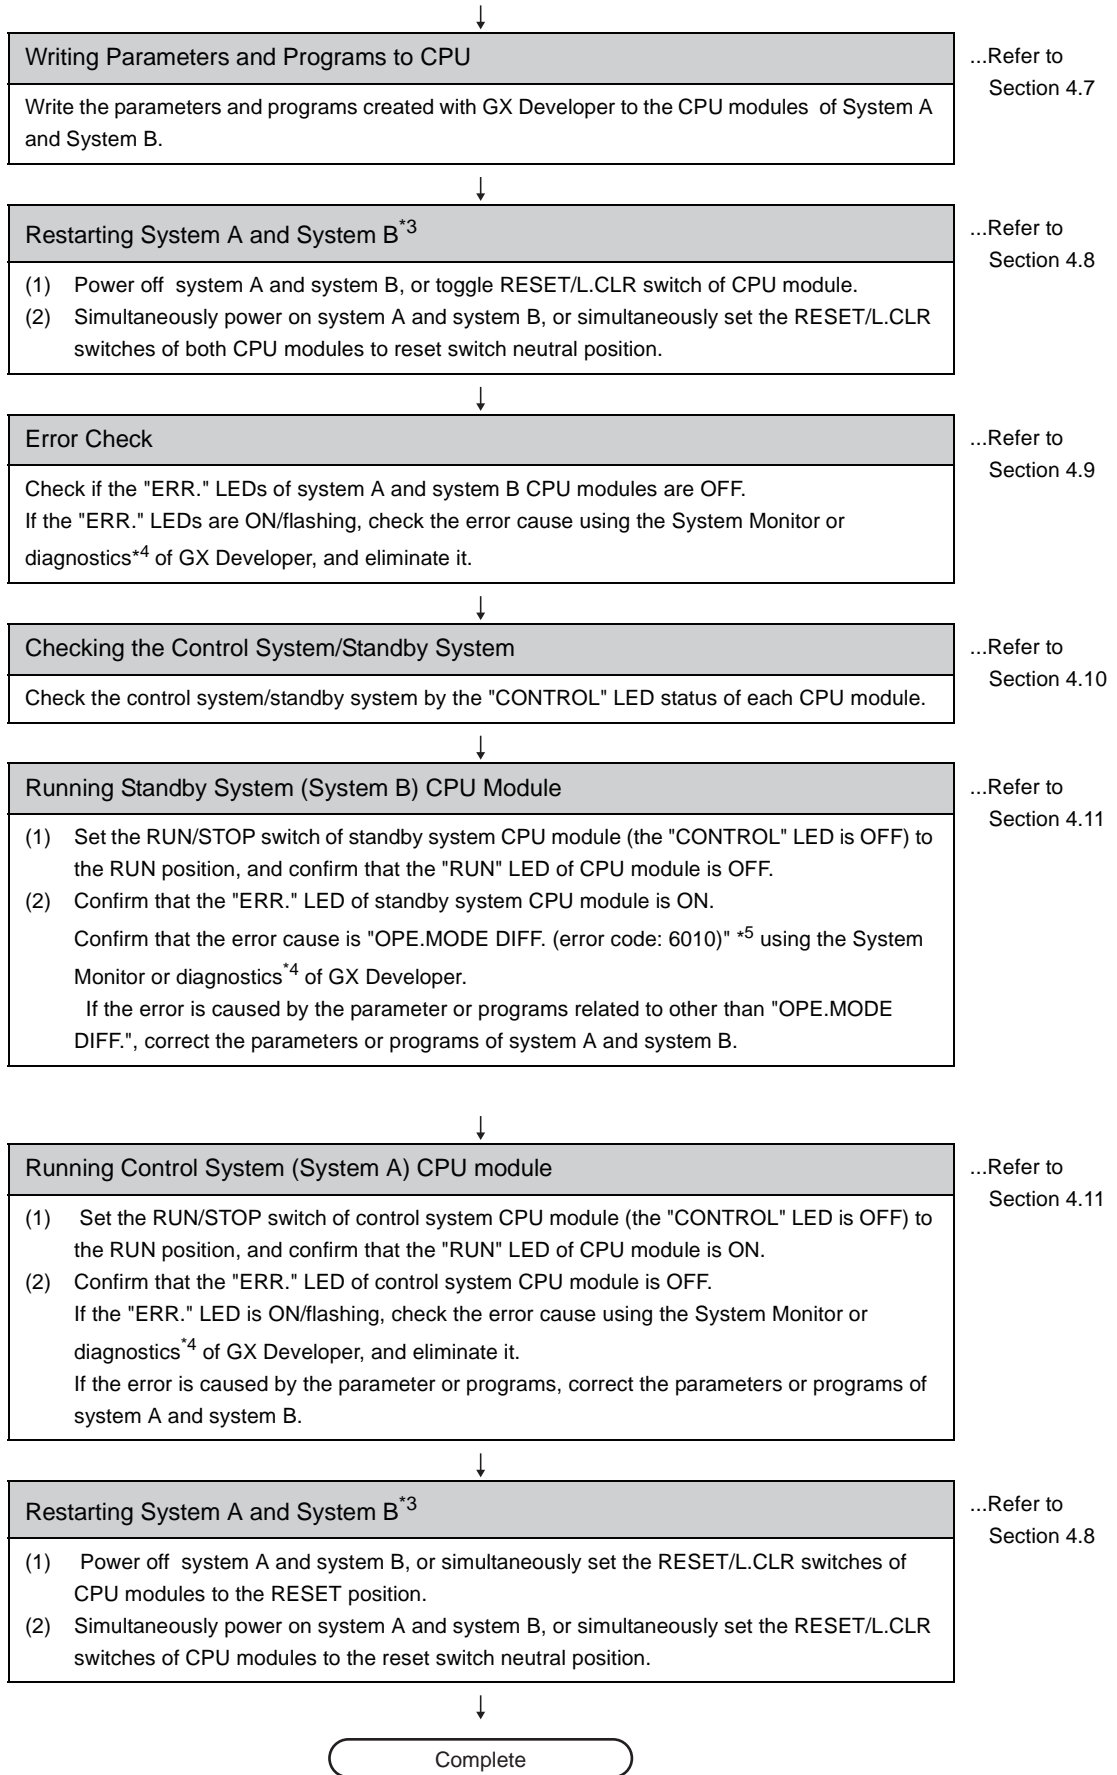 Writing Parameters and Programs to CPU
...Refer to
Section 4.7
Write the parameters and programs created with GX Developer to the CPU modules of System A
and System B.
Restarting System A and System B*3
...Refer to
Section 4.8
(1) Power off system A and system B, or toggle RESET/L.CLR switch of CPU module.
(2) Simultaneously power on system A and system B, or simultaneously set the RESET/L.CLR
switches of both CPU modules to reset switch neutral position.
Error Check
...Refer to
Section 4.9
Check if the "ERR." LEDs of system A and system B CPU modules are OFF.
If the "ERR." LEDs are ON/flashing, check the error cause using the System Monitor or
diagnostics*4 of GX Developer, and eliminate it.
Checking the Control System/Standby System
...Refer to
Section 4.10
Check the control system/standby system by the "CONTROL" LED status of each CPU module.
Running Standby System (System B) CPU Module
...Refer to
Section 4.11
(1) Set the RUN/STOP switch of standby system CPU module (the "CONTROL" LED is OFF) to
the RUN position, and confirm that the "RUN" LED of CPU module is OFF.
(2) Confirm that the "ERR." LED of standby system CPU module is ON.
Confirm that the error cause is "OPE.MODE DIFF. (error code: 6010)" *5 using the System
Monitor or diagnostics*4 of GX Developer.
If the error is caused by the parameter or programs related to other than "OPE.MODE
DIFF.", correct the parameters or programs of system A and system B.
Running Control System (System A) CPU module
...Refer to
Section 4.11
(1) Set the RUN/STOP switch of control system CPU module (the "CONTROL" LED is OFF) to
the RUN position, and confirm that the "RUN" LED of CPU module is ON.
(2) Confirm that the "ERR." LED of control system CPU module is OFF.
If the "ERR." LED is ON/flashing, check the error cause using the System Monitor or
diagnostics*4 of GX Developer, and eliminate it.
If the error is caused by the parameter or programs, correct the parameters or programs of
system A and system B.
Restarting System A and System B*3
...Refer to
Section 4.8
(1) Power off system A and system B, or simultaneously set the RESET/L.CLR switches of
CPU modules to the RESET position.
(2) Simultaneously power on system A and system B, or simultaneously set the RESET/L.CLR
switches of CPU modules to the reset switch neutral position.
Complete